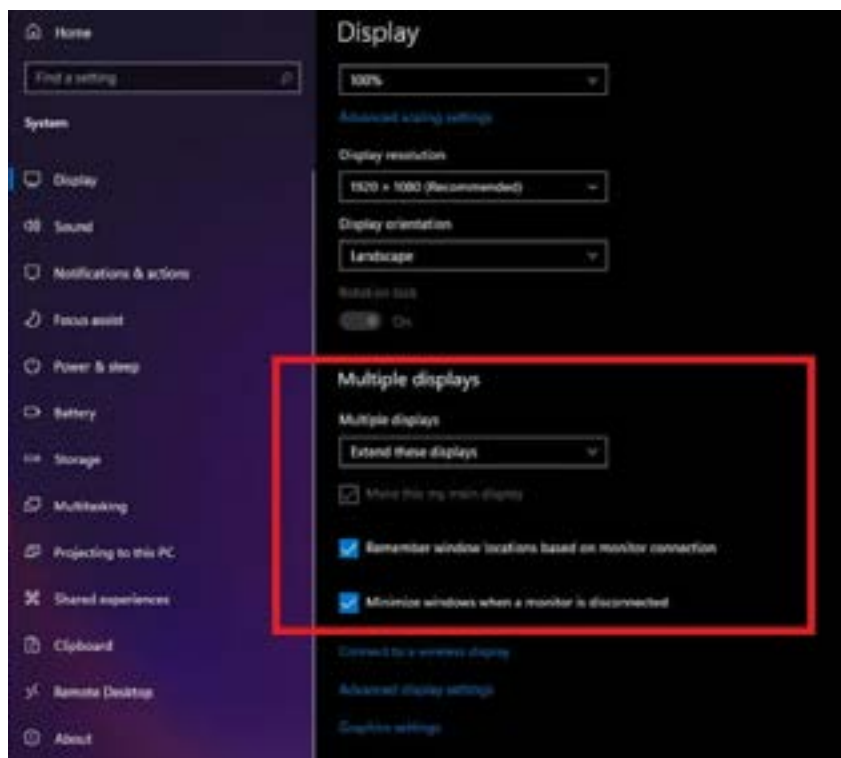 Home
Find a setting
System
Display
Sound
Notifications & actions
Focus assist
Power & sleep
Battery
Storage
Multitasking
Projecting to this PC
Shared experiences
Clipboard
Remote Desktop
About
Display
100%
Advanced scaling settings
Display resolution
1920 × 1080 (Recommended)
Display orientation
Landscape
Rotation lock
On
Multiple displays
Multiple displays
Extend these displays
Make this my main display
Remember window locations based on monitor connection
Minimize windows when a monitor is disconnected
Connect to a wireless display
Advanced display settings
Graphics settings